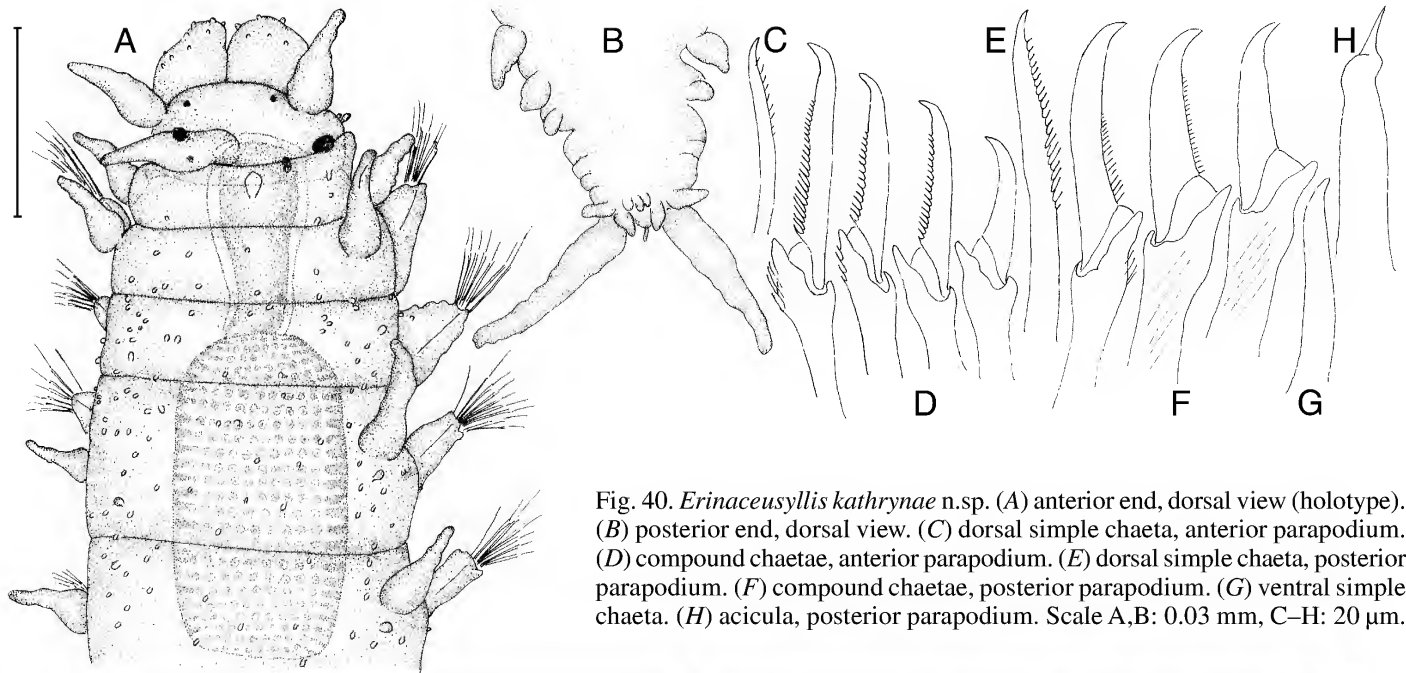 A
B
C
E
H
D
F
G
Fig. 40. Erinaceusyllis kathrynae n.sp. (A) anterior end, dorsal view (holotype).
(B) posterior end, dorsal view. (C) dorsal simple chaeta, anterior parapodium.
(D) compound chaetae, anterior parapodium. (E) dorsal simple chaeta, posterior
parapodium. (F) compound chaetae, posterior parapodium. (G) ventral simple
chaeta. (H) acicula, posterior parapodium. Scale A,B: 0.03 mm, C–H: 20 µm.